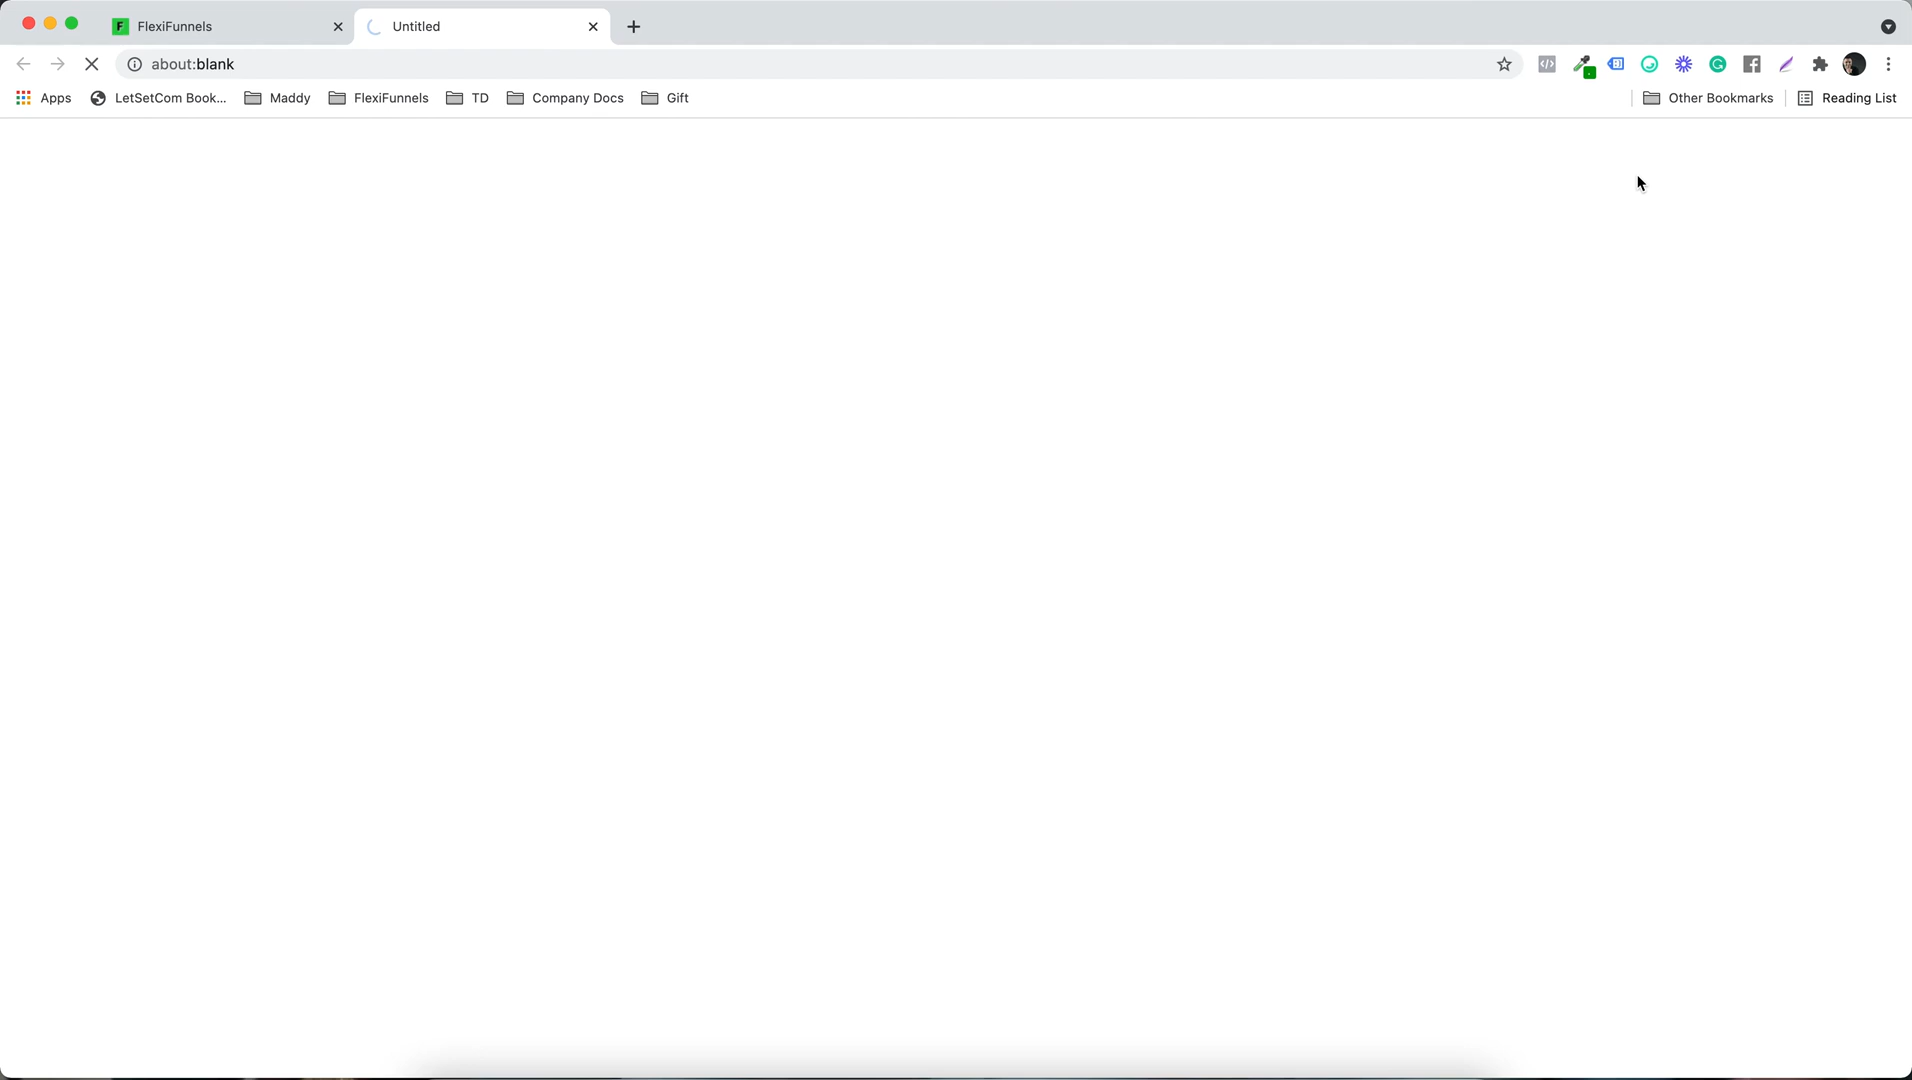 FlexiFunnels
Untitled
about:blank
Apps
LetSetCom Book...
Maddy
FlexiFunnels
TD
Company Docs
Gift
Other Bookmarks
Reading List